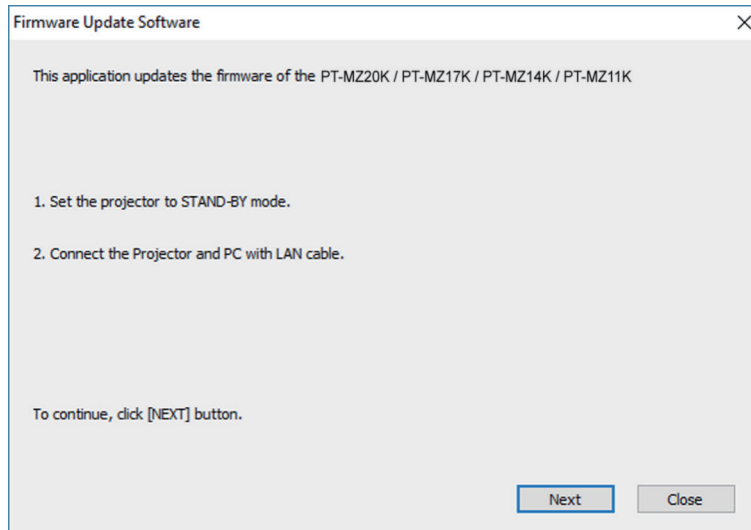 Firmware Update Software
This application updates the firmware of the PT-MZ20K / PT-MZ17K / PT-MZ14K / PT-MZ11K
1. Set the projector to STAND-BY mode.
2. Connect the Projector and PC with LAN cable.
To continue, click [NEXT] button.
Next
Close